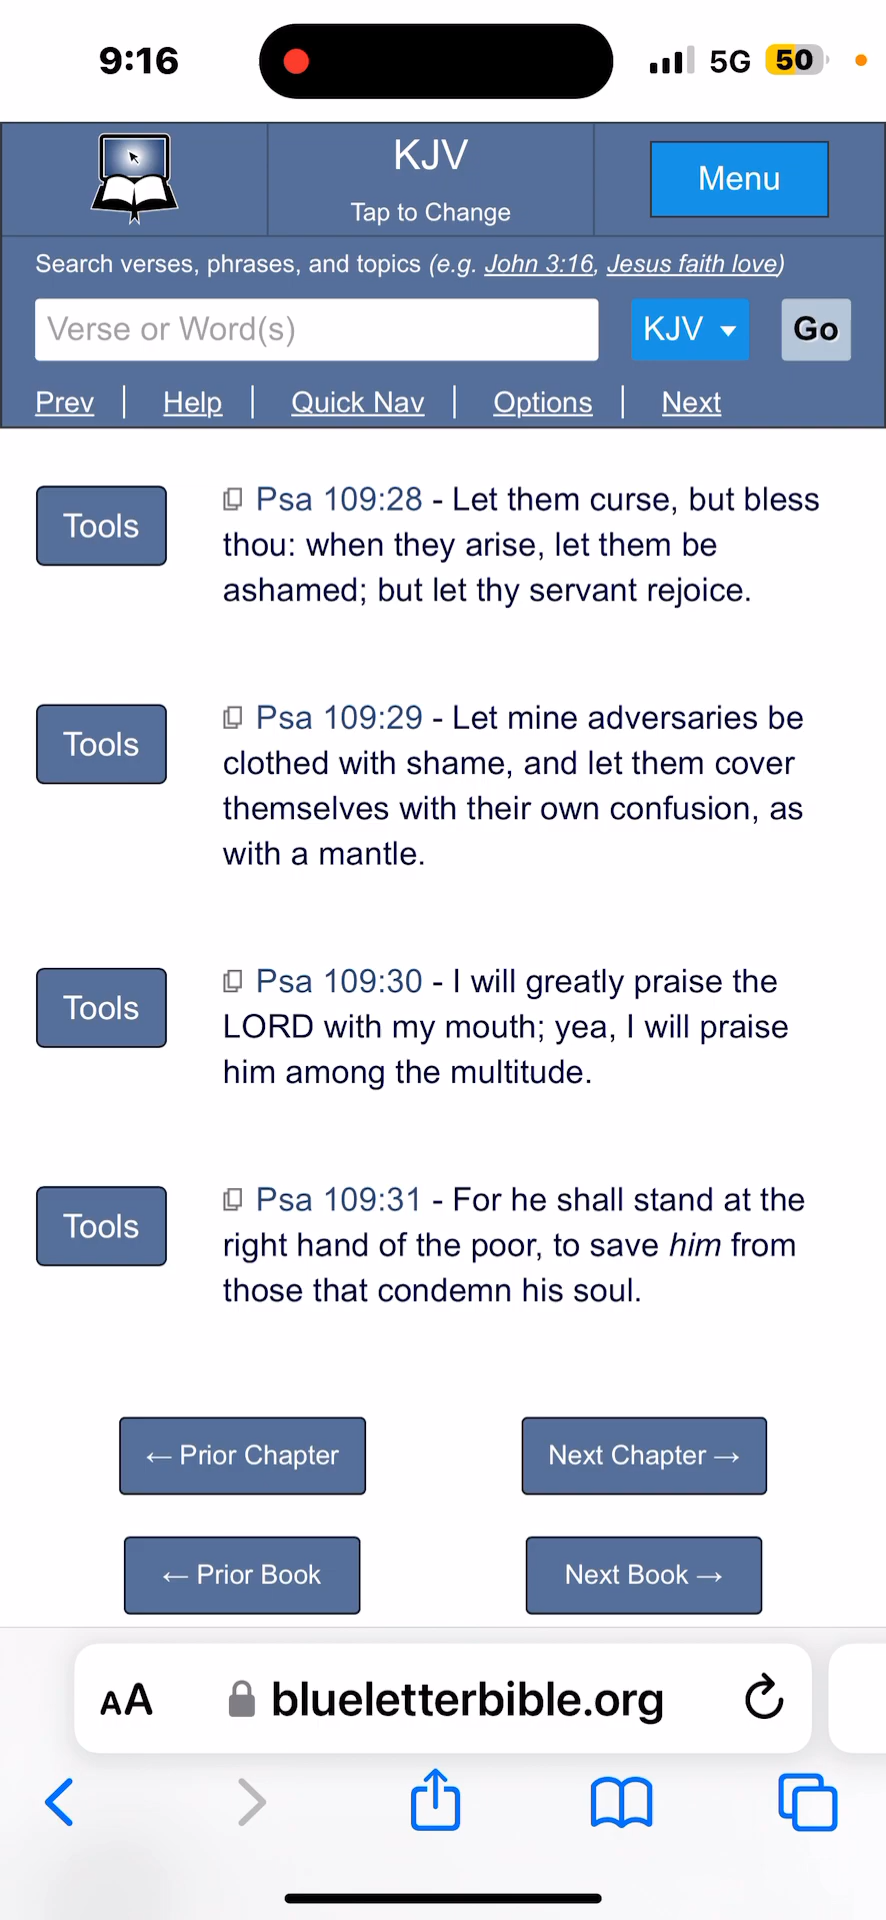 9:16 5G 50
KJV
Tap to Change
Menu
Search verses, phrases, and topics (e.g. John 3:16, Jesus faith love)
Verse or Word(s) KJV Go
Prev | Help | Quick Nav | Options | Next
Tools
Psa 109:28 - Let them curse, but bless
thou: when they arise, let them be
ashamed; but let thy servant rejoice.
Tools
Psa 109:29 - Let mine adversaries be
clothed with shame, and let them cover
themselves with their own confusion, as
with a mantle.
Tools
Psa 109:30 - I will greatly praise the
LORD with my mouth; yea, I will praise
him among the multitude.
Tools
Psa 109:31 - For he shall stand at the
right hand of the poor, to save him from
those that condemn his soul.
← Prior Chapter Next Chapter →
← Prior Book Next Book →
AA blueletterbible.org